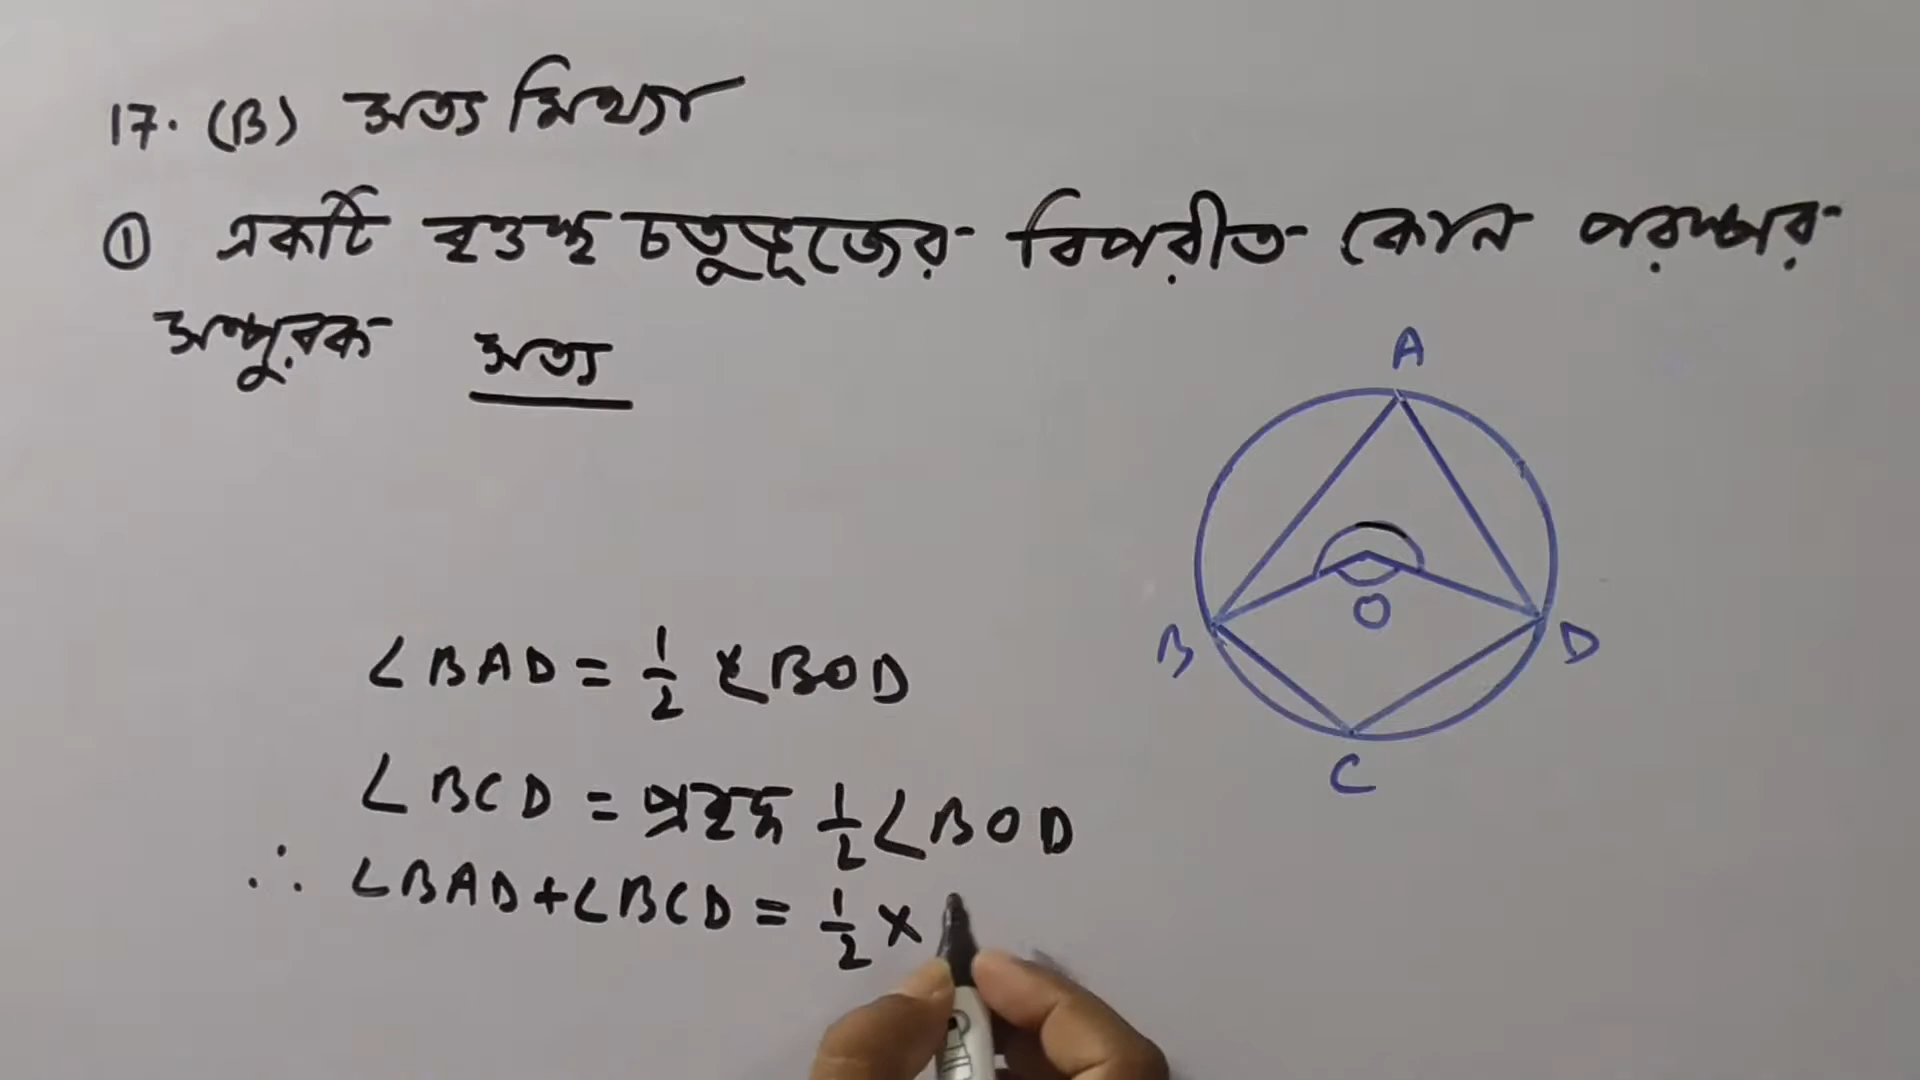 17. (B) সত্য মিথ্যা
① একটি বৃত্তস্থ চতুর্ভূজের বিপরীত কোন পরস্পর
সম্পূরক সত্য
A
B
O
D
C
∠BAD = 1/2 ∠BOD
∠BCD = প্রবৃদ্ধ 1/2 ∠BOD
∴ ∠BAD + ∠BCD = 1/2 ×